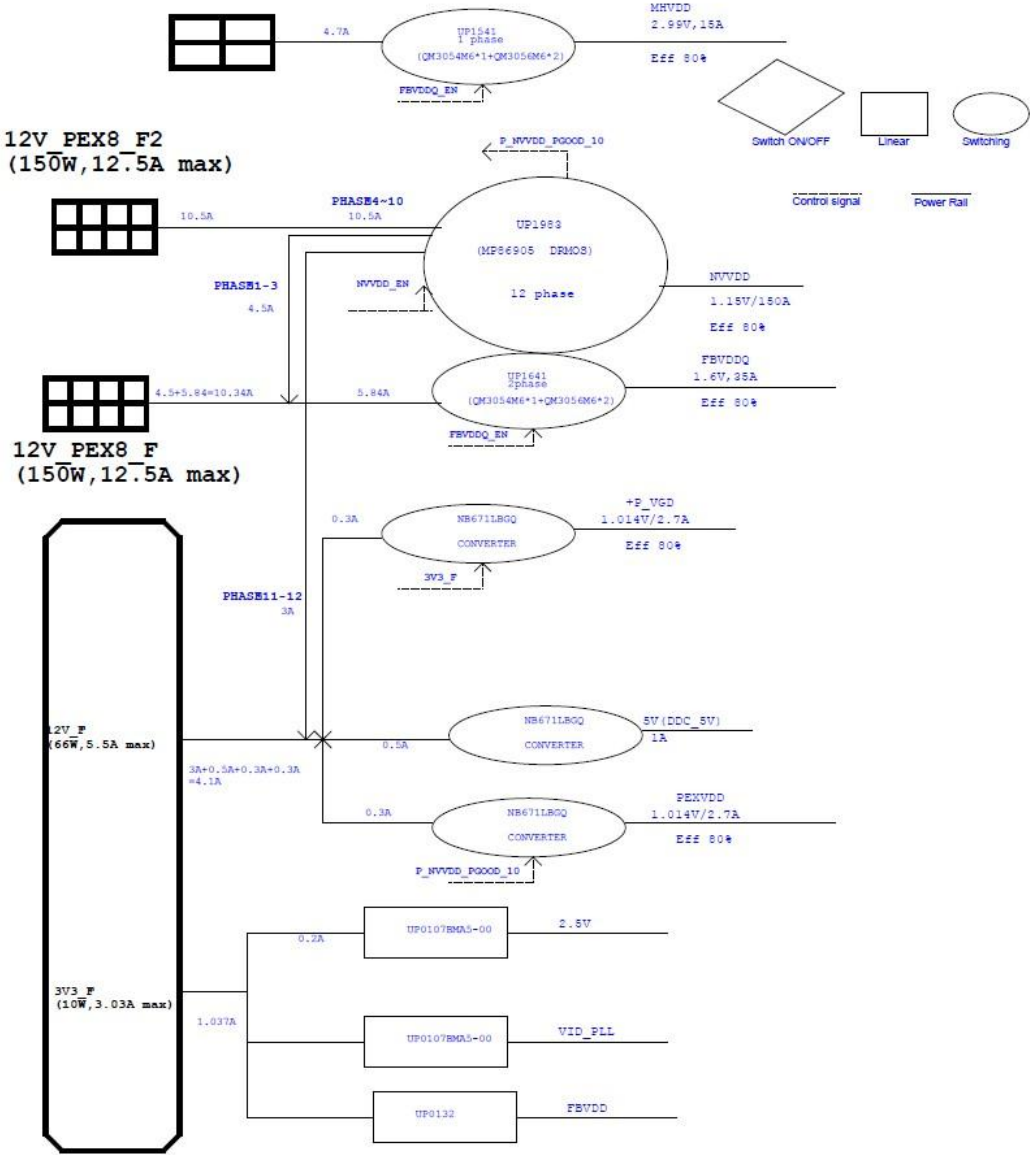 MHVDD
2.99V,15A
Eff 80%
4.7A
UP1541
1 phase
(QM3054M6*1+QM3056M6*2)
FBVDDQ_EN
Switch ON/OFF
Linear
Switching
Control signal
Power Rail
12V_PEX8_F2
(150W,12.5A max)
P_NVVDD_PGOOD_10
10.5A
PHASE4~10
10.5A
UP1983
(MP86905 DRMOS)
12 phase
PHASE1-3
4.5A
NVVDD_EN
NVVDD
1.15V/150A
Eff 80%
4.5+5.84=10.34A
5.84A
UP1641
2phase
(QM3054M6*1+QM3056M6*2)
FBVDDQ_EN
FBVDDQ
1.6V,35A
Eff 80%
12V_PEX8_F
(150W,12.5A max)
0.3A
NB671LBGQ
CONVERTER
3V3_F
+P_VGD
1.014V/2.7A
Eff 80%
PHASE11-12
3A
12V_F
(66W,5.5A max)
3A+0.5A+0.3A+0.3A
=4.1A
0.5A
NB671LBGQ
CONVERTER
5V(DDC_5V)
1A
0.3A
NB671LBGQ
CONVERTER
P_NVVDD_PGOOD_10
PEXVDD
1.014V/2.7A
Eff 80%
0.2A
UP0107BMA5-00
2.5V
3V3_F
(10W,3.03A max)
1.037A
UP0107BMA5-00
VID_PLL
UP0132
FBVDD